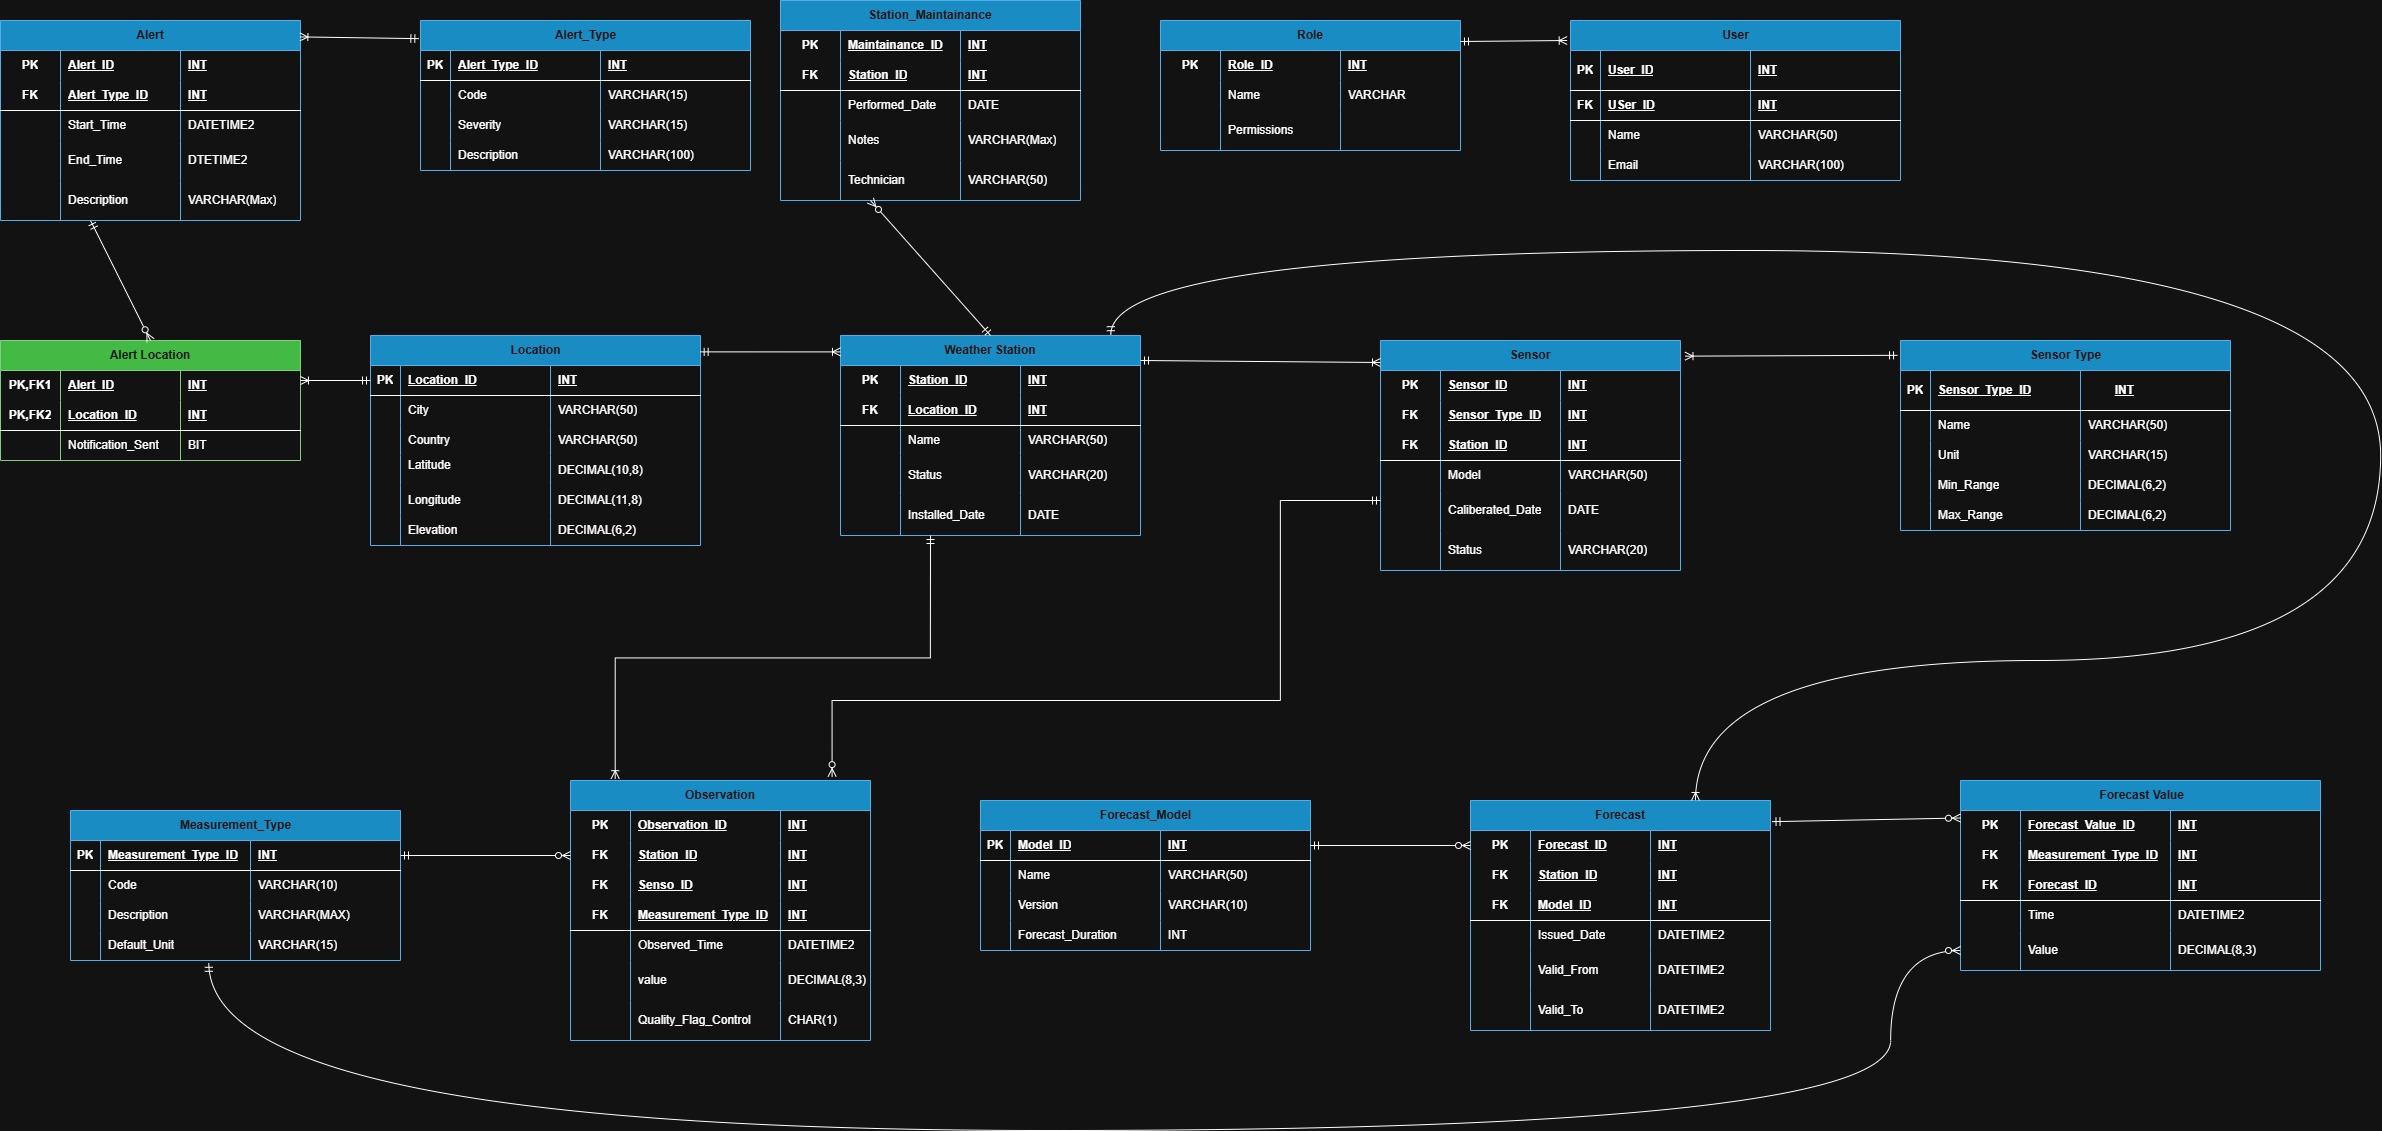 Alert
PK Alert_ID INT
FK Alert_Type_ID INT
Start_Time DATETIME2
End_Time DTETIME2
Description VARCHAR(Max)
Alert_Type
PK Alert_Type_ID INT
Code VARCHAR(15)
Severity VARCHAR(15)
Description VARCHAR(100)
Station_Maintainance
PK Maintainance_ID INT
FK Station_ID INT
Performed_Date DATE
Notes VARCHAR(Max)
Technician VARCHAR(50)
Role
PK Role_ID INT
Name VARCHAR
Permissions
User
PK User_ID INT
FK USer_ID INT
Name VARCHAR(50)
Email VARCHAR(100)
Alert Location
PK,FK1 Alert_ID INT
PK,FK2 Location_ID INT
Notification_Sent BIT
Location
PK Location_ID INT
City VARCHAR(50)
Country VARCHAR(50)
Latitude DECIMAL(10,8)
Longitude DECIMAL(11,8)
Elevation DECIMAL(6,2)
Weather Station
PK Station_ID INT
FK Location_ID INT
Name VARCHAR(50)
Status VARCHAR(20)
Installed_Date DATE
Sensor
PK Sensor_ID INT
FK Sensor_Type_ID INT
FK Station_ID INT
Model VARCHAR(50)
Caliberated_Date DATE
Status VARCHAR(20)
Sensor Type
PK Sensor_Type_ID INT
Name VARCHAR(50)
Unit VARCHAR(15)
Min_Range DECIMAL(6,2)
Max_Range DECIMAL(6,2)
Measurement_Type
PK Measurement_Type_ID INT
Code VARCHAR(10)
Description VARCHAR(MAX)
Default_Unit VARCHAR(15)
Observation
PK Observation_ID INT
FK Station_ID INT
FK Senso_ID INT
FK Measurement_Type_ID INT
Observed_Time DATETIME2
value DECIMAL(8,3)
Quality_Flag_Control CHAR(1)
Forecast_Model
PK Model_ID INT
Name VARCHAR(50)
Version VARCHAR(10)
Forecast_Duration INT
Forecast
PK Forecast_ID INT
FK Station_ID INT
FK Model_ID INT
Issued_Date DATETIME2
Valid_From DATETIME2
Valid_To DATETIME2
Forecast Value
PK Forecast_Value_ID INT
FK Measurement_Type_ID INT
FK Forecast_ID INT
Time DATETIME2
Value DECIMAL(8,3)